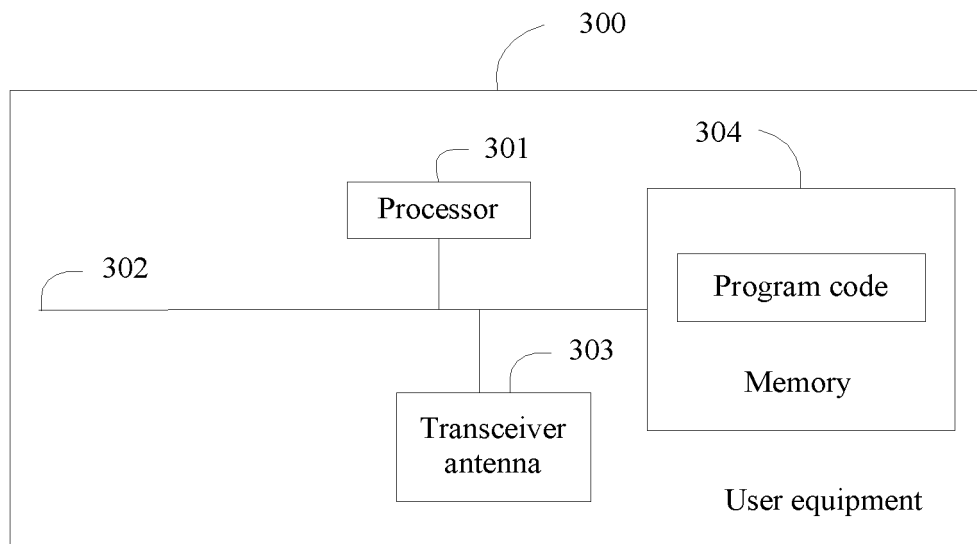 300
301
304
Processor
302
Program code
303
Memory
Transceiver
antenna
User equipment